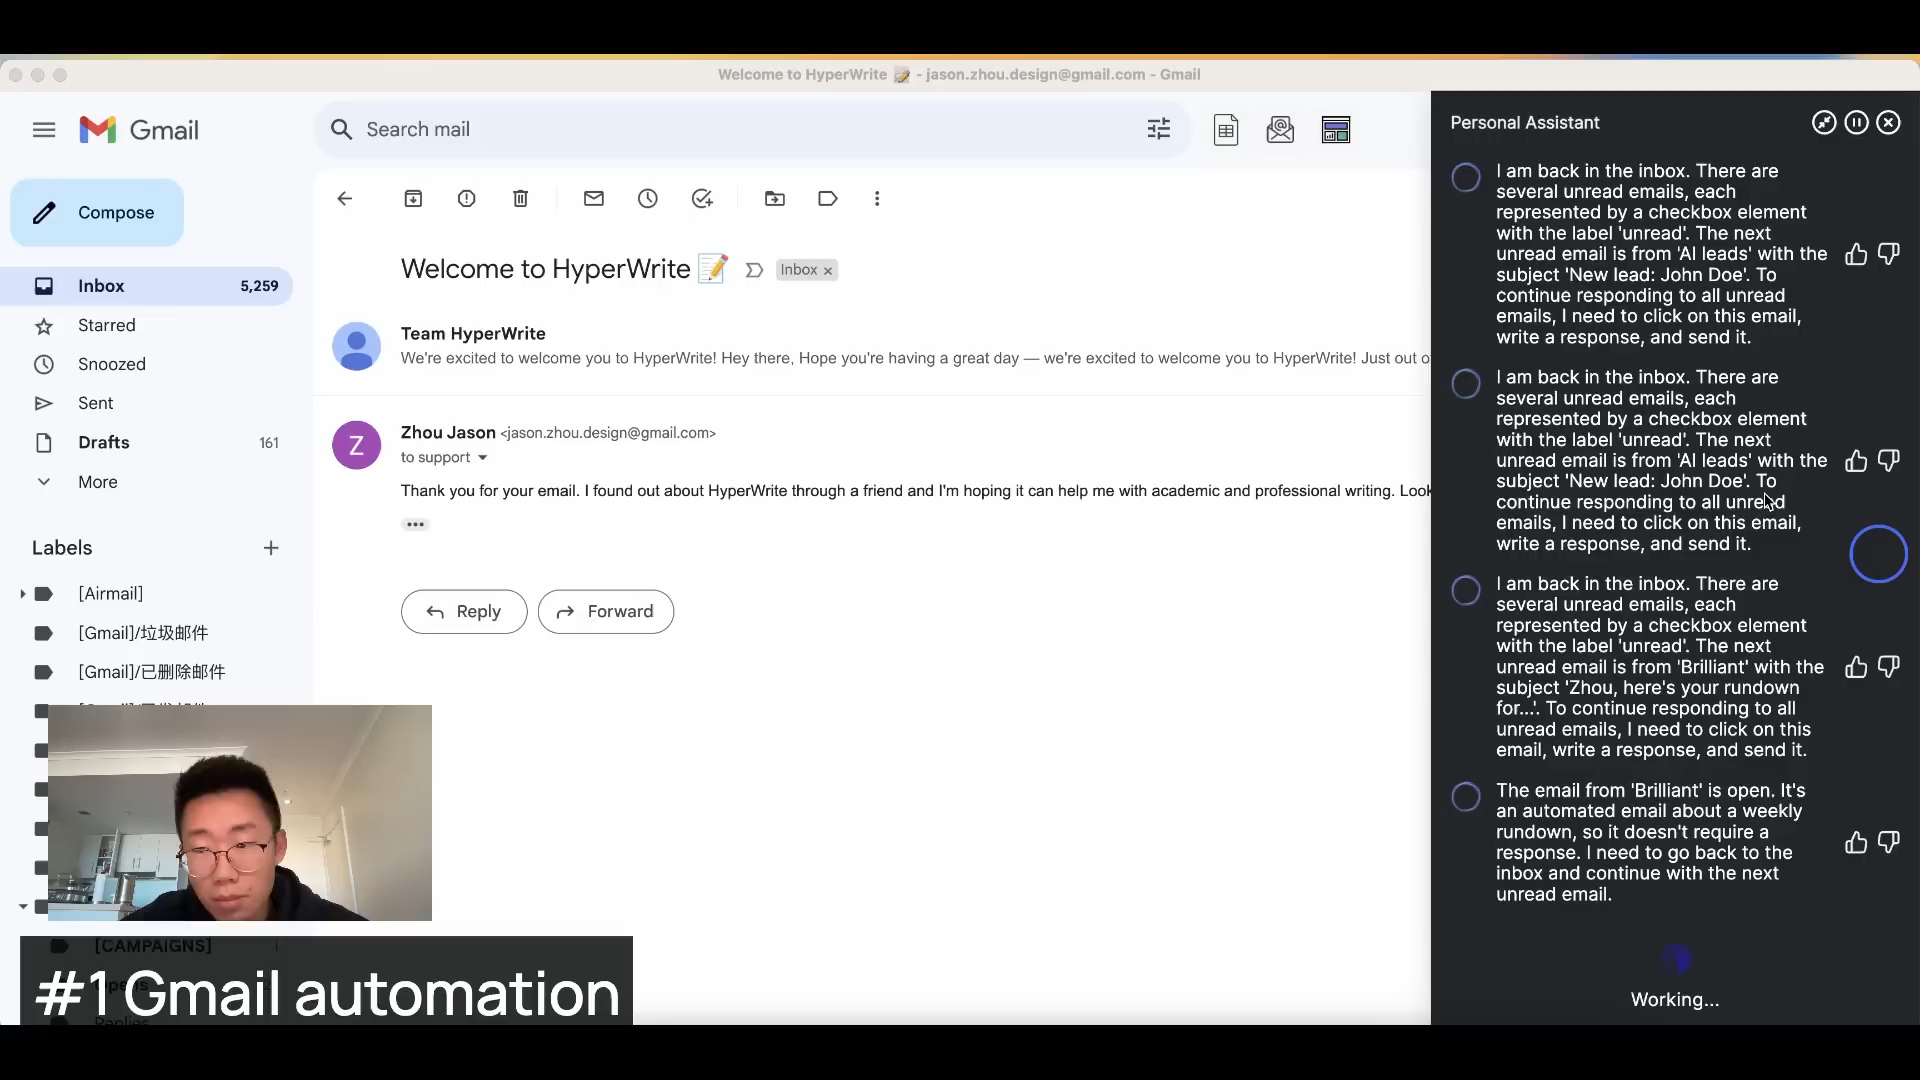 Welcome to HyperWrite 📝 - jason.zhou.design@gmail.com - Gmail
Gmail
Search mail
Compose
Inbox 5,259
Starred
Snoozed
Sent
Drafts 161
More
Labels
[Airmail]
[Gmail]/垃圾邮件
[Gmail]/已删除邮件
[CAMPAIGNS]
Replies
#1 Gmail automation
Welcome to HyperWrite 📝 Inbox ×
Team HyperWrite
We're excited to welcome you to HyperWrite! Hey there, Hope you're having a great day — we're excited to welcome you to HyperWrite! Just out o
Z
Zhou Jason <jason.zhou.design@gmail.com>
to support
Thank you for your email. I found out about HyperWrite through a friend and I'm hoping it can help me with academic and professional writing. Look
Reply
Forward
Personal Assistant
I am back in the inbox. There are
several unread emails, each
represented by a checkbox element
with the label 'unread'. The next
unread email is from 'AI leads' with the
subject 'New lead: John Doe'. To
continue responding to all unread
emails, I need to click on this email,
write a response, and send it.
I am back in the inbox. There are
several unread emails, each
represented by a checkbox element
with the label 'unread'. The next
unread email is from 'AI leads' with the
subject 'New lead: John Doe'. To
continue responding to all unread
emails, I need to click on this email,
write a response, and send it.
I am back in the inbox. There are
several unread emails, each
represented by a checkbox element
with the label 'unread'. The next
unread email is from 'Brilliant' with the
subject 'Zhou, here's your rundown
for...'. To continue responding to all
unread emails, I need to click on this
email, write a response, and send it.
The email from 'Brilliant' is open. It's
an automated email about a weekly
rundown, so it doesn't require a
response. I need to go back to the
inbox and continue with the next
unread email.
Working...